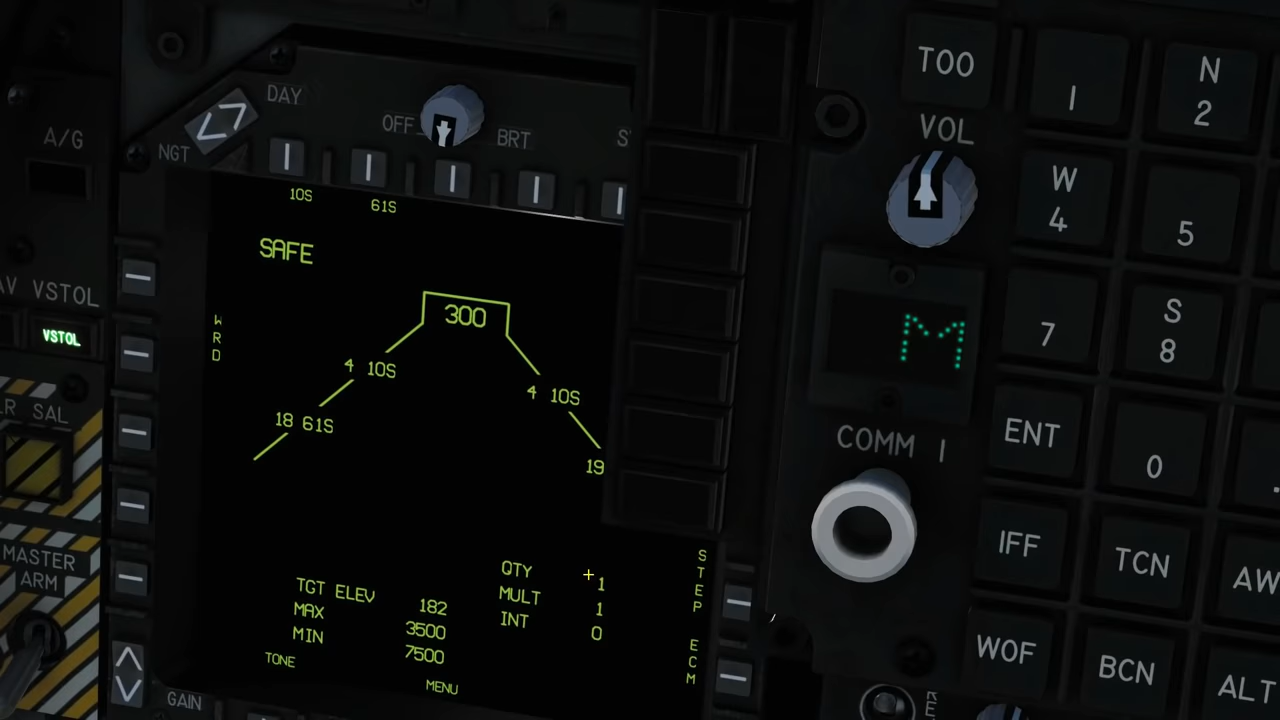 DAY
OFF
BRT
NGT
A/G
10S
61S
SAFE
W
R
D
300
4 10S
4 10S
18 61S
19
VSTOL
VSTOL
SAL
MASTER
ARM
QTY 1
MULT 1
INT 0
TGT ELEV 182
MAX 3500
MIN 7500
TONE
MENU
S
T
E
P
E
C
M
GAIN
TOO
1
N
2
VOL
W
4
5
M
7
S
8
COMM 1
ENT
0
IFF
TCN
AW
WOF
BCN
ALT